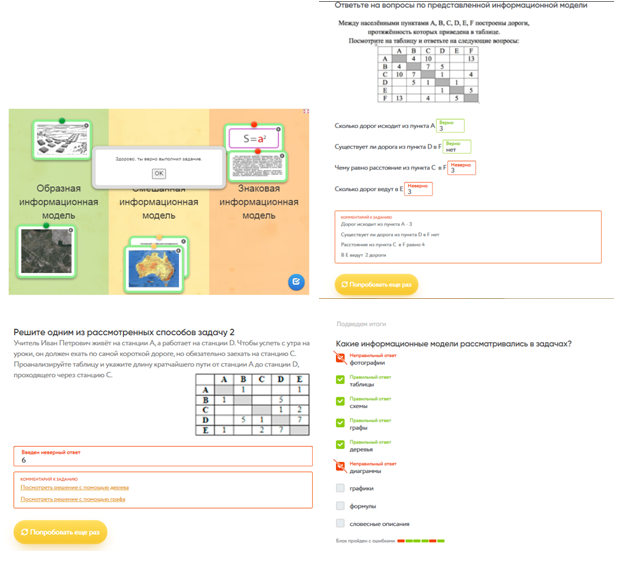 Здорово, ты верно выполнил задание.
OK
S=a²
Образная
информационная
модель
Смешанная
информационная
модель
Знаковая
информационная
модель
Ответьте на вопросы по представленной информационной модели
Между населёнными пунктами A, B, C, D, E, F построены дороги,
протяжённость которых приведена в таблице.
Посмотрите на таблицу и ответьте на следующие вопросы:
A B C D E F
A 4 10 13
B 4 7 5
C 10 7 1 4
D 5 1 1
E 1 5
F 13 4 5
Сколько дорог исходит из пункта A Верно 3
Существует ли дорога из пункта D в F Верно нет
Чему равно расстояние из пункта C в F Неверно 3
Сколько дорог ведут в E Неверно 3
КОММЕНТАРИЙ К ЗАДАНИЮ
Дорог исходит из пункта A - 3
Существует ли дорога из пункта D в F нет
Расстояние из пункта C в F равно 4
В E ведут 2 дороги
Попробовать еще раз
Решите одним из рассмотренных способов задачу 2
Учитель Иван Петрович живёт на станции A, а работает на станции D. Чтобы успеть с утра на
уроки, он должен ехать по самой короткой дороге, но обязательно заехать на станцию C.
Проанализируйте таблицу и укажите длину кратчайшего пути от станции A до станции D,
проходящего через станцию C.
A B C D E
A 1 1
B 1 5
C 1 2
D 5 1 7
E 1 2 7
Введен неверный ответ
6
КОММЕНТАРИЙ К ЗАДАНИЮ
Посмотреть решение с помощью дерева
Посмотреть решение с помощью графа
Попробовать еще раз
Подведем итоги
Какие информационные модели рассматривались в задачах?
Неправильный ответ
фотографии
Правильный ответ
таблицы
Правильный ответ
схемы
Правильный ответ
графы
Правильный ответ
деревья
Неправильный ответ
диаграммы
графики
формулы
словесные описания
Блок пройден с ошибками